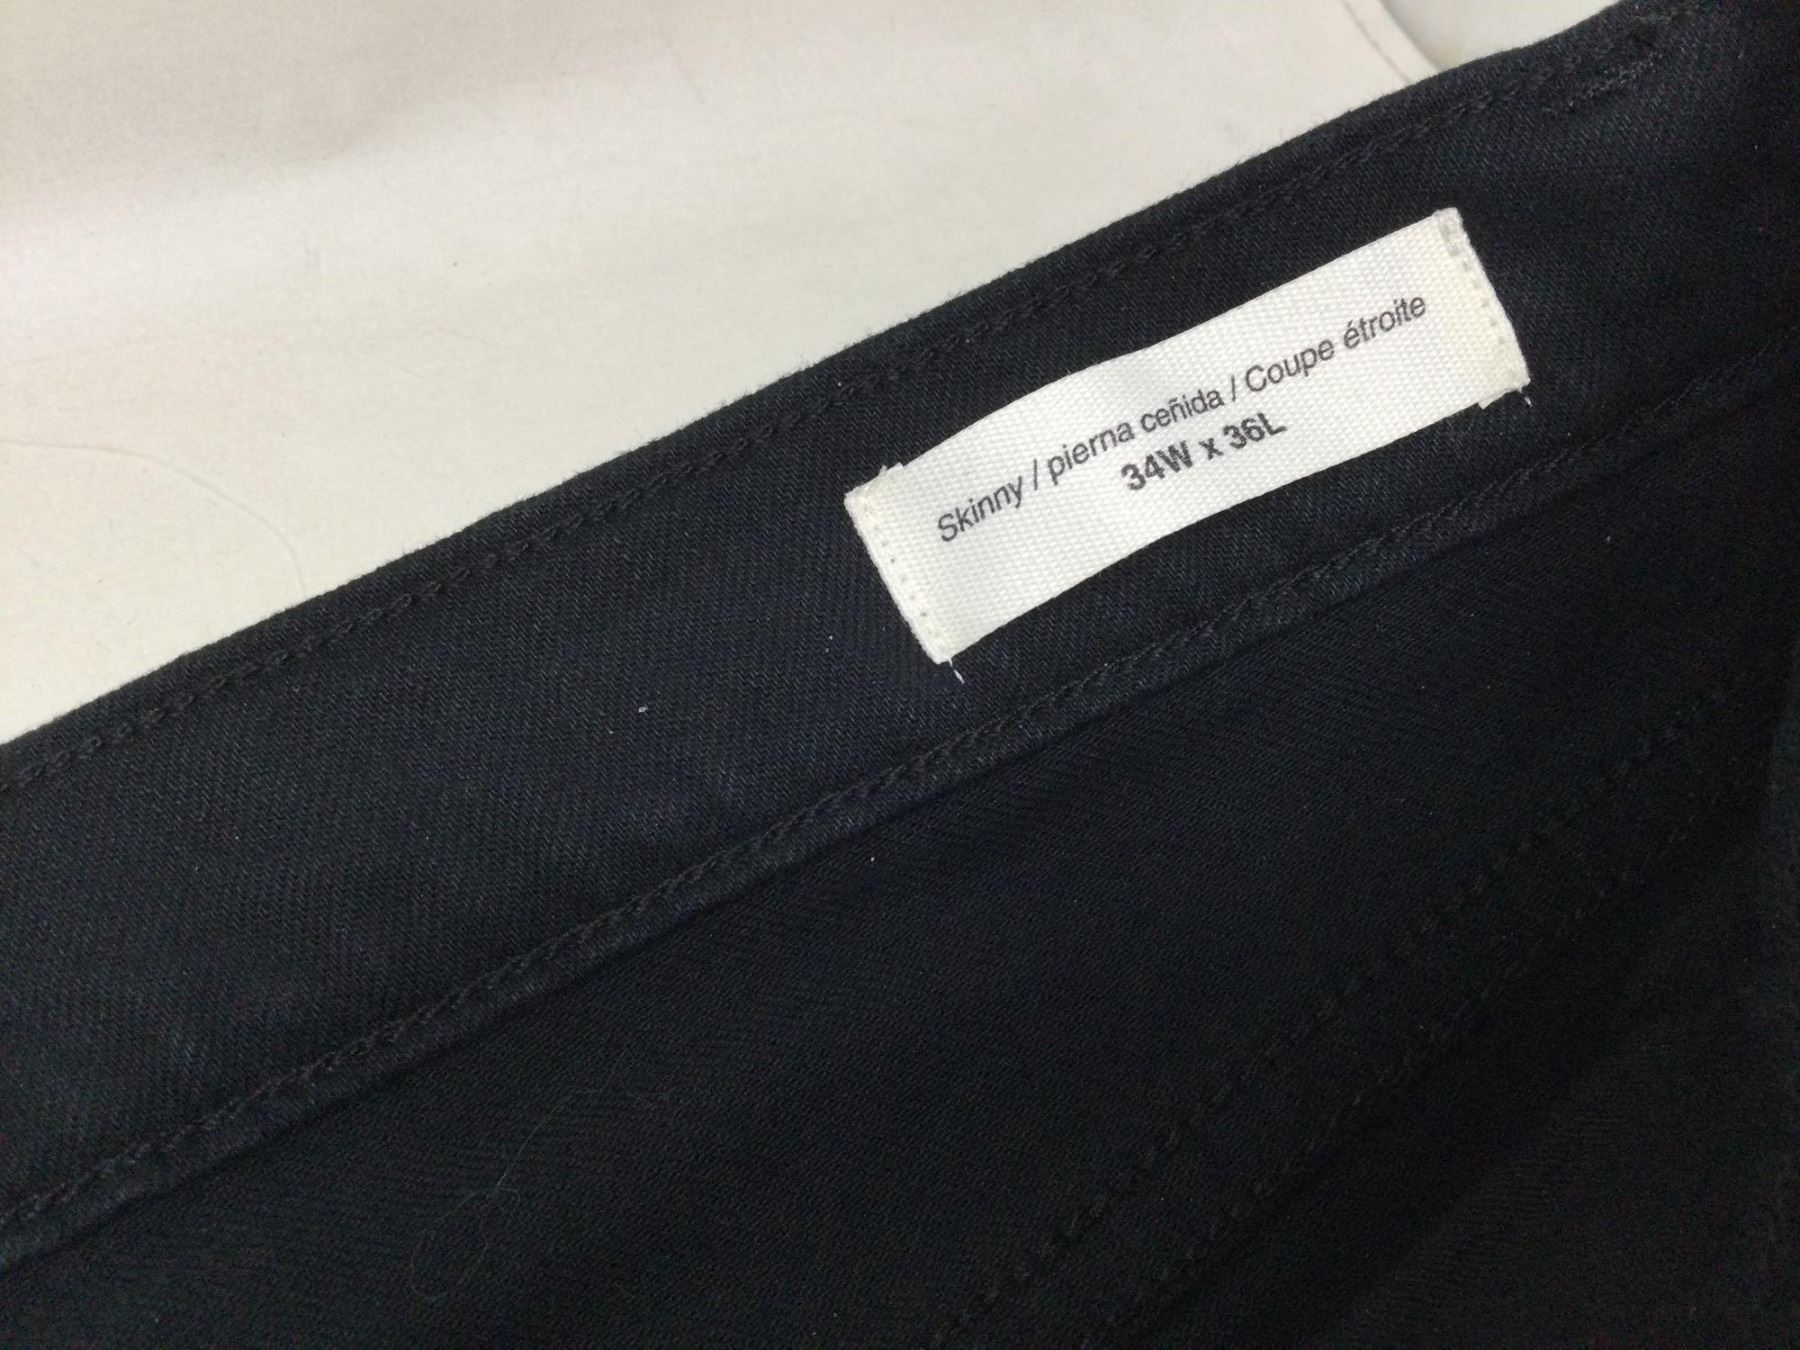 Skinny / pierna ceñida / Coupe étroite
34W x 36L